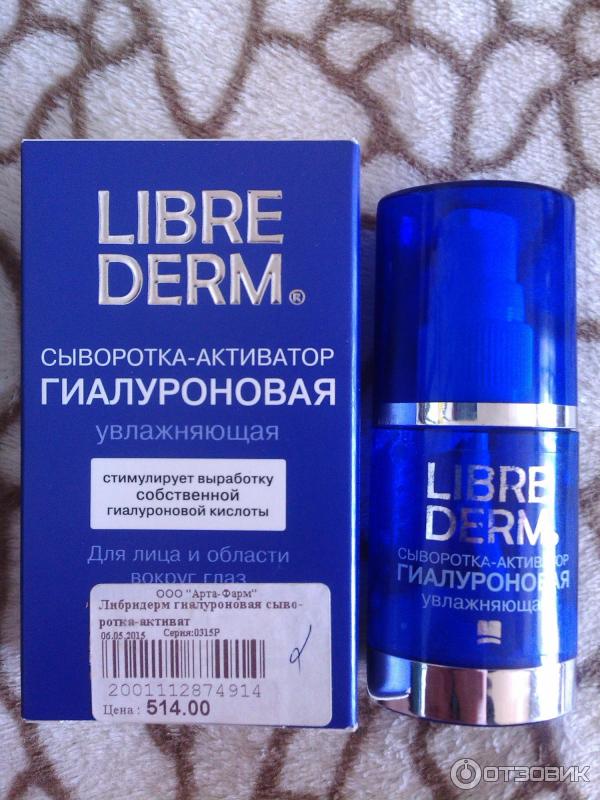 LIBRE
DERM®
СЫВОРОТКА-АКТИВАТОР
ГИАЛУРОНОВАЯ
увлажняющая
стимулирует выработку
собственной
гиалуроновой кислоты
Для лица и области
вокруг глаз
ООО "Арта-Фарм"
Либридерм гиалуроновая сыво-
ротка-активат
06.05.2015 Серия:0315Р
2001112874914
Цена : 514.00
LIBRE
DERM®
СЫВОРОТКА-АКТИВАТОР
ГИАЛУРОНОВАЯ
увлажняющая
ОТЗОВИК